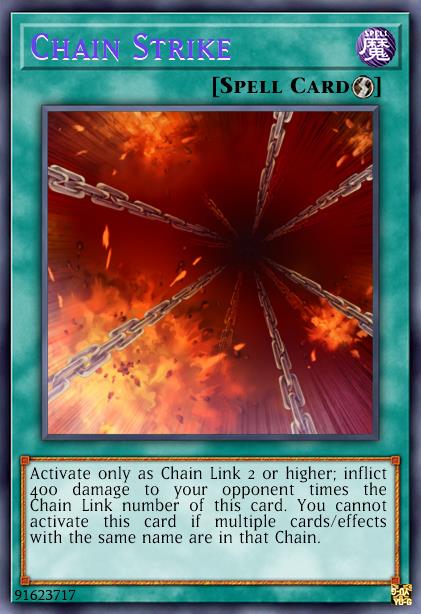 Chain Strike
SPELL
魔
[Spell Card]
Activate only as Chain Link 2 or higher; inflict
400 damage to your opponent times the
Chain Link number of this card. You cannot
activate this card if multiple cards/effects
with the same name are in that Chain.
91623717